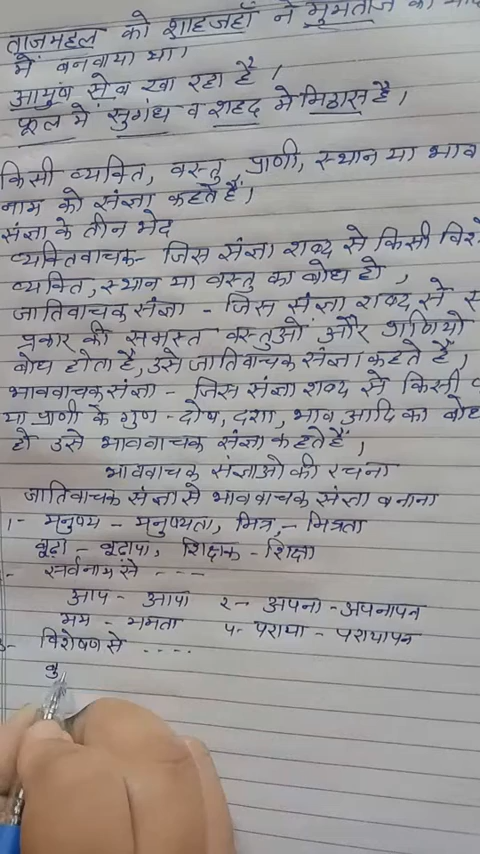 ताजमहल को शाहजहाँ ने मुमताज की
में बनवाया था।
आमुण सेव खा रहा है।
फूल में सुगंध व शहद में मिठास है।
किसी व्यक्ति, वस्तु, प्राणी, स्थान या भाव
नाम को संज्ञा कहते हैं।
संज्ञा के तीन भेद
व्यक्तिवाचक - जिस संज्ञा शब्द से किसी विशे
व्यक्ति, स्थान या वस्तु का बोध हो,
जातिवाचक संज्ञा - जिस संज्ञा शब्द से
प्रकार की समस्त वस्तुओं और प्राणियों
बोध होता है, उसे जातिवाचक संज्ञा कहते हैं,
भाववाचक संज्ञा - जिस संज्ञा शब्द से किसी
या प्राणी के गुण - दोष, दशा, भाव आदि का बोध
हो उसे भाववाचक संज्ञा कहते हैं,
भाववाचक संज्ञाओ की रचना
जातिवाचक संज्ञा से भाववाचक संज्ञा बनाना
1- मनुष्य - मनुष्यता, मित्र, - मित्रता
बूढ़ा - बूढ़ापा, शिक्षक - शिक्षा
- सर्वनाम से - - -
आप - आपा २- अपना - अपनापन
मम - ममता ५- पराया - परायापन
- विशेषण से ....
बु